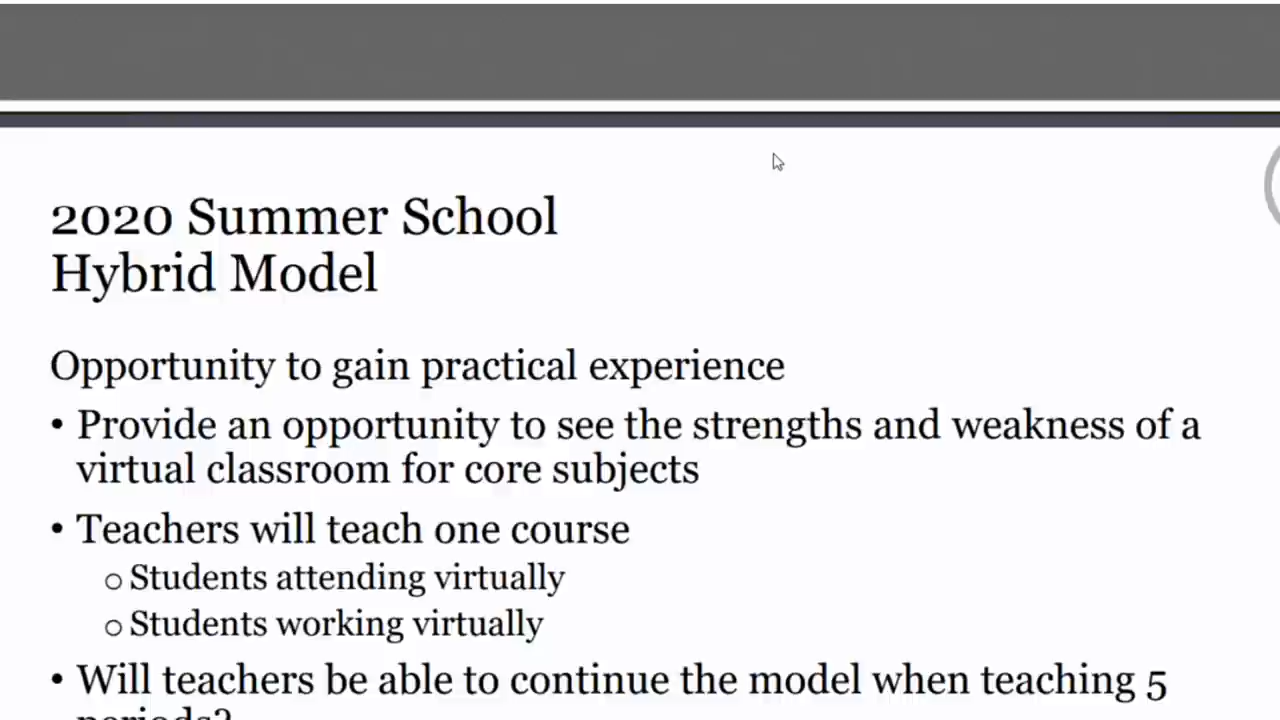 2020 Summer School
Hybrid Model
Opportunity to gain practical experience
• Provide an opportunity to see the strengths and weakness of a
virtual classroom for core subjects
• Teachers will teach one course
o Students attending virtually
o Students working virtually
• Will teachers be able to continue the model when teaching 5
periods?